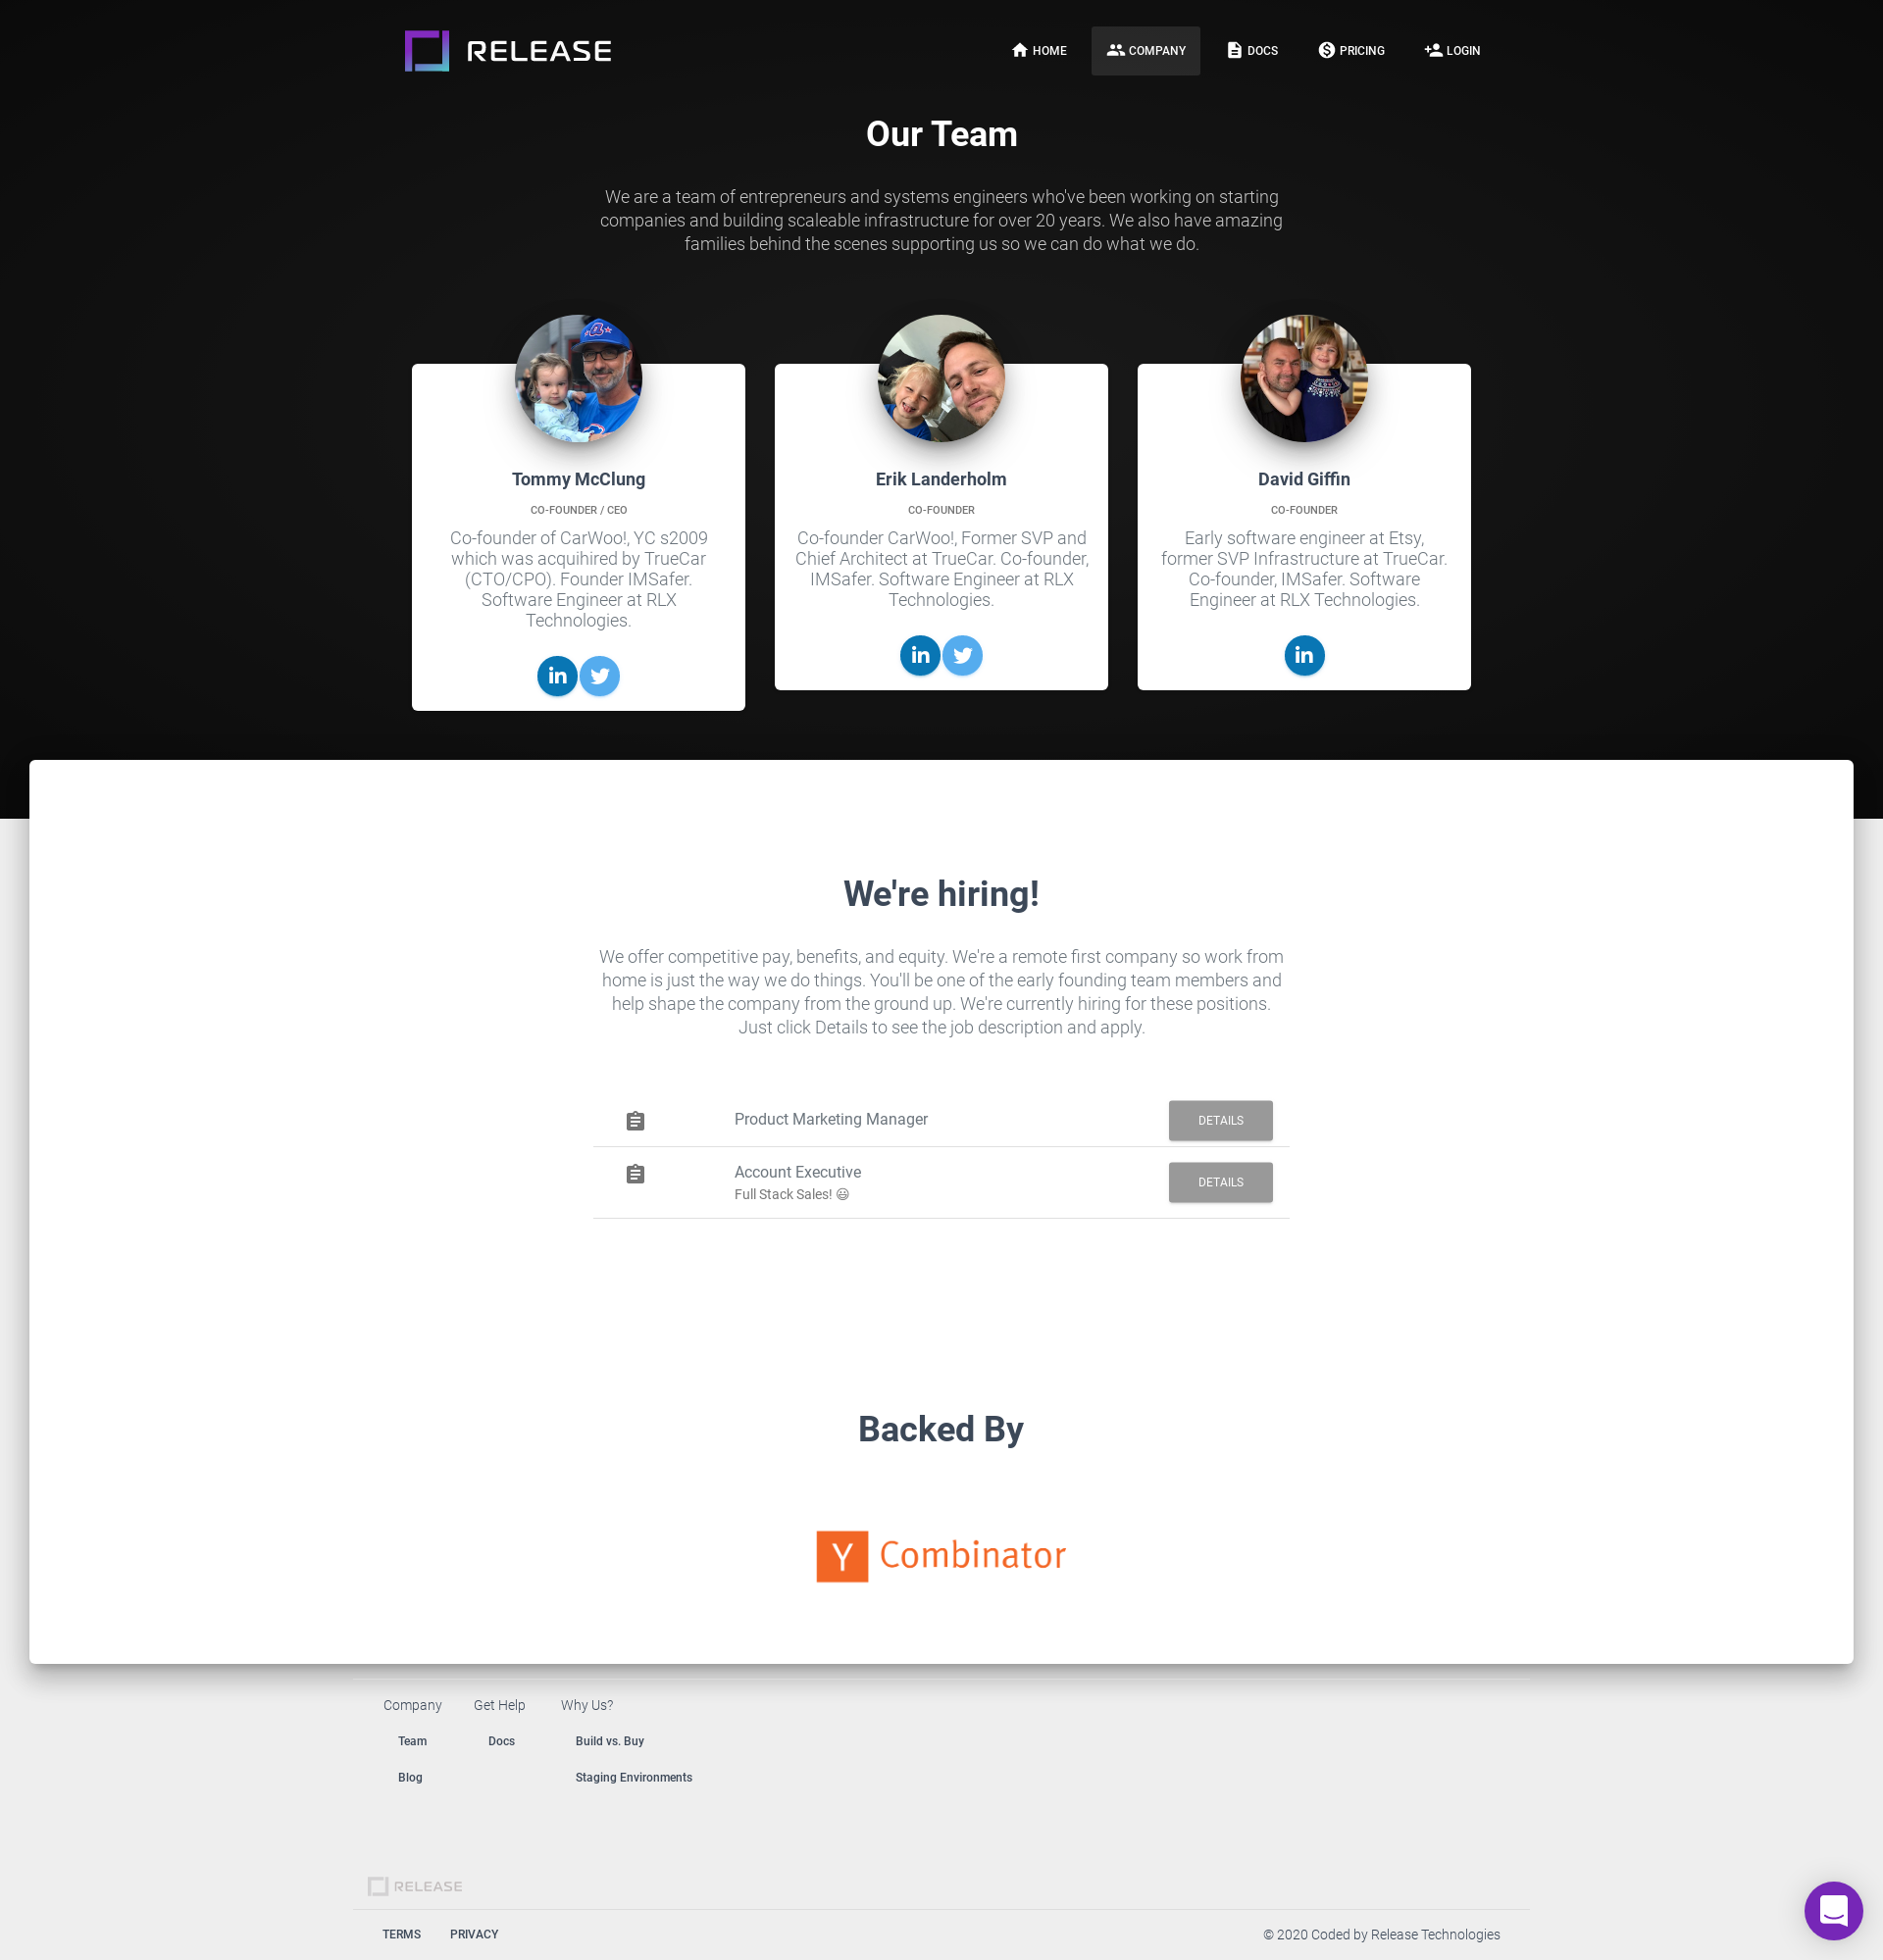 RELEASE
HOME
COMPANY
DOCS
PRICING
LOGIN
Our Team
We are a team of entrepreneurs and systems engineers who've been working on starting
companies and building scaleable infrastructure for over 20 years. We also have amazing
families behind the scenes supporting us so we can do what we do.
Tommy McClung
CO-FOUNDER / CEO
Co-founder of CarWoo!, YC s2009
which was acquihired by TrueCar
(CTO/CPO). Founder IMSafer.
Software Engineer at RLX
Technologies.
Erik Landerholm
CO-FOUNDER
Co-founder CarWoo!, Former SVP and
Chief Architect at TrueCar. Co-founder,
IMSafer. Software Engineer at RLX
Technologies.
David Giffin
CO-FOUNDER
Early software engineer at Etsy,
former SVP Infrastructure at TrueCar.
Co-founder, IMSafer. Software
Engineer at RLX Technologies.
We're hiring!
We offer competitive pay, benefits, and equity. We're a remote first company so work from
home is just the way we do things. You'll be one of the early founding team members and
help shape the company from the ground up. We're currently hiring for these positions.
Just click Details to see the job description and apply.
Product Marketing Manager
DETAILS
Account Executive
Full Stack Sales! 😃
DETAILS
Backed By
Y Combinator
Company
Team
Blog
Get Help
Docs
Why Us?
Build vs. Buy
Staging Environments
RELEASE
TERMS
PRIVACY
© 2020 Coded by Release Technologies